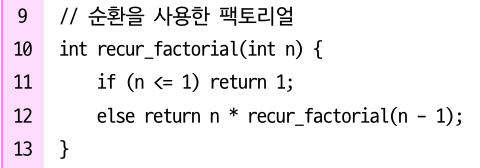 9 // 순환을 사용한 팩토리얼
10 int recur_factorial(int n) {
11     if (n <= 1) return 1;
12     else return n * recur_factorial(n - 1);
13 }